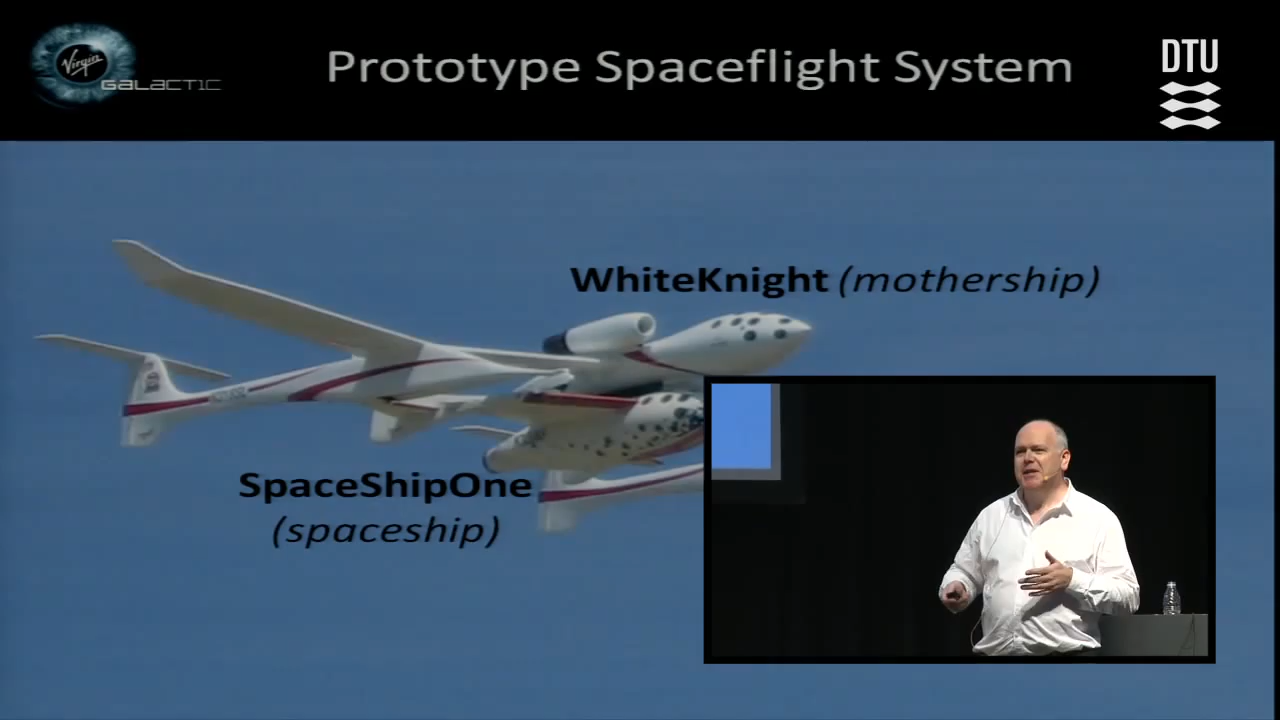 Virgin
GALACTIC
Prototype Spaceflight System
DTU
WhiteKnight (mothership)
SpaceShipOne
(spaceship)